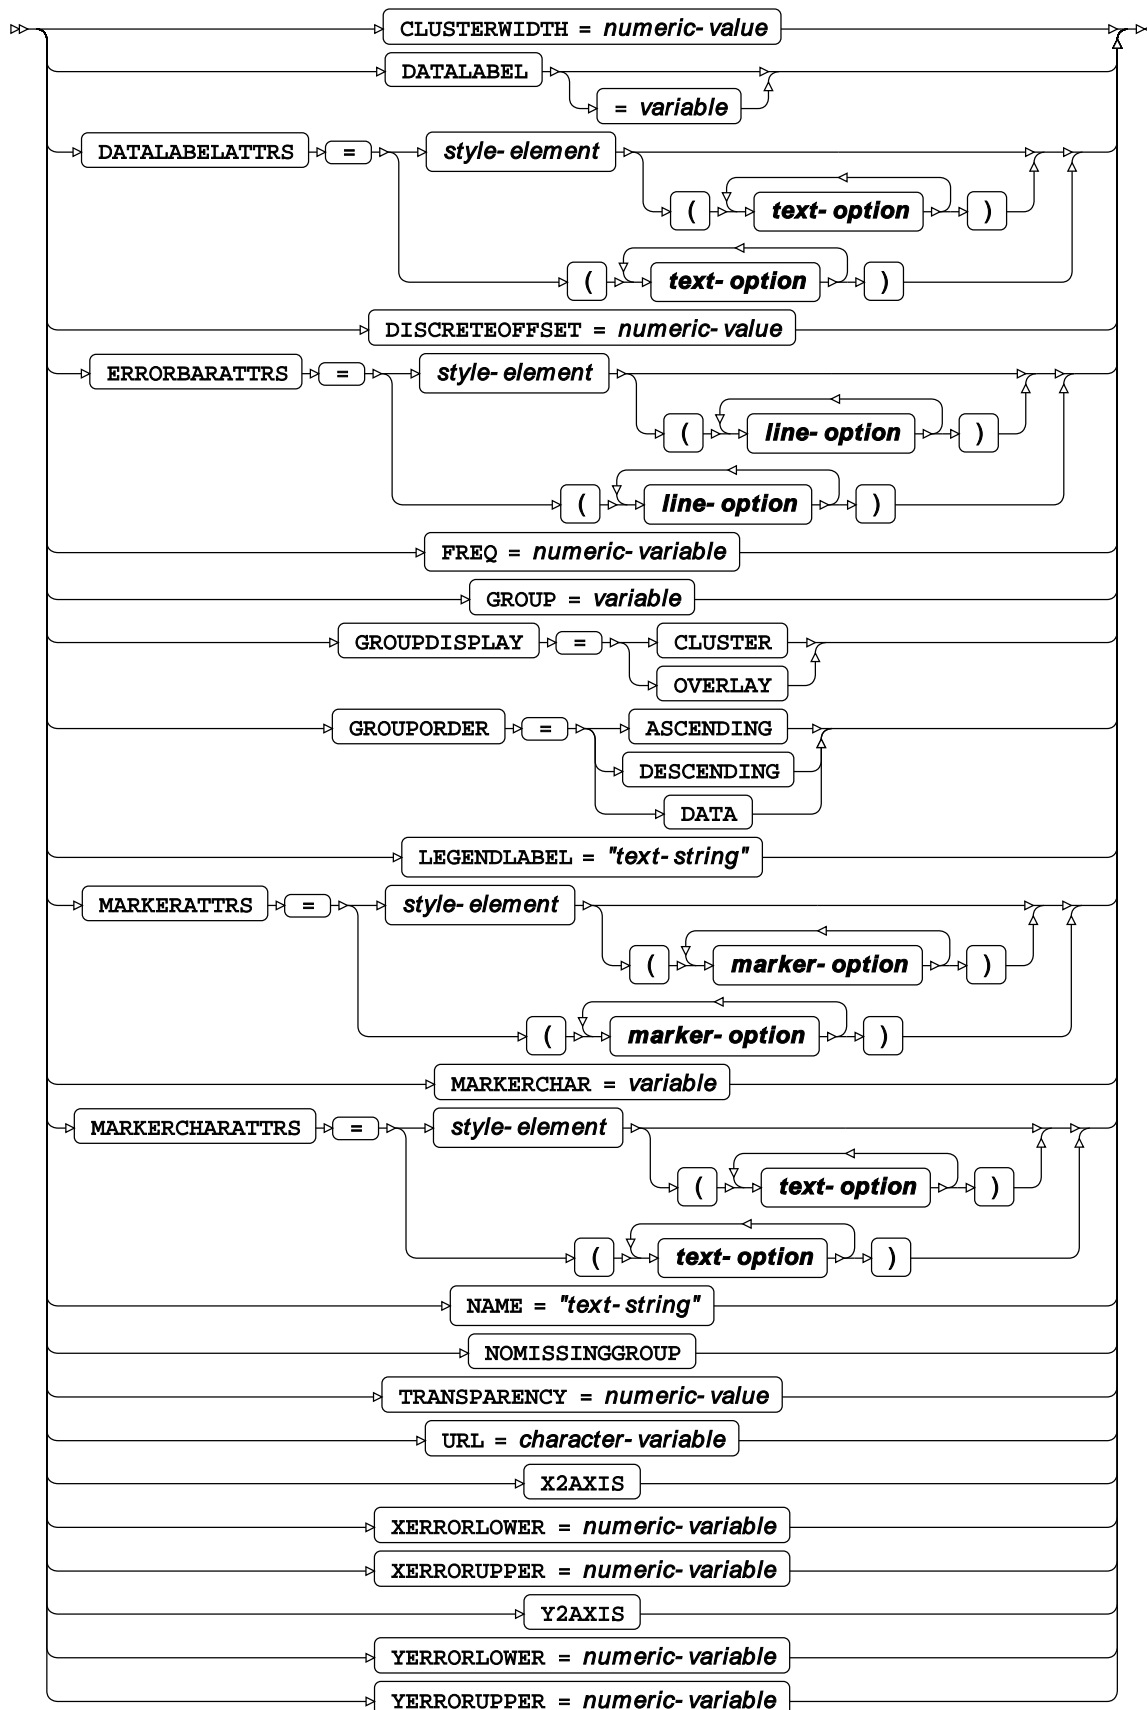 CLUSTERWIDTH = numeric-value
DATALABEL
= variable
DATALABELATTRS = style-element
( text-option )
( text-option )
DISCRETEOFFSET = numeric-value
ERRORBARATTRS = style-element
( line-option )
( line-option )
FREQ = numeric-variable
GROUP = variable
GROUPDISPLAY = CLUSTER
OVERLAY
GROUPORDER = ASCENDING
DESCENDING
DATA
LEGENDLABEL = "text-string"
MARKERATTRS = style-element
( marker-option )
( marker-option )
MARKERCHAR = variable
MARKERCHARATTRS = style-element
( text-option )
( text-option )
NAME = "text-string"
NOMISSINGGROUP
TRANSPARENCY = numeric-value
URL = character-variable
X2AXIS
XERRORLOWER = numeric-variable
XERRORUPPER = numeric-variable
Y2AXIS
YERRORLOWER = numeric-variable
YERRORUPPER = numeric-variable